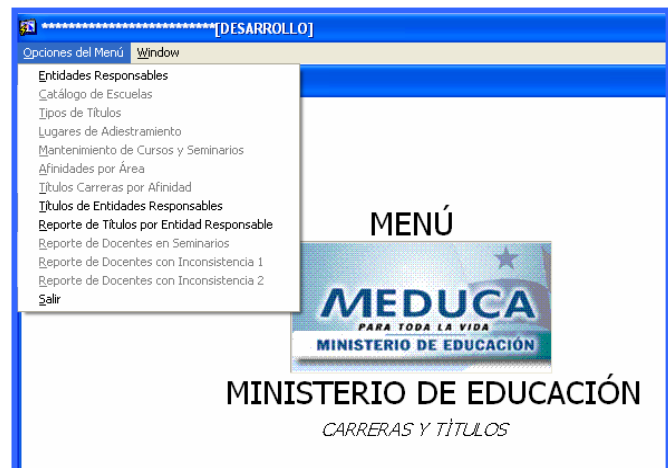 **************************[DESARROLLO]
Opciones del Menú Window
Entidades Responsables
Catálogo de Escuelas
Tipos de Títulos
Lugares de Adiestramiento
Mantenimiento de Cursos y Seminarios
Afinidades por Área
Títulos Carreras por Afinidad
Títulos de Entidades Responsables
Reporte de Títulos por Entidad Responsable
Reporte de Docentes en Seminarios
Reporte de Docentes con Inconsistencia 1
Reporte de Docentes con Inconsistencia 2
Salir
MENÚ
MEDUCA
PARA TODA LA VIDA
MINISTERIO DE EDUCACIÓN
MINISTERIO DE EDUCACIÓN
CARRERAS Y TÌTULOS